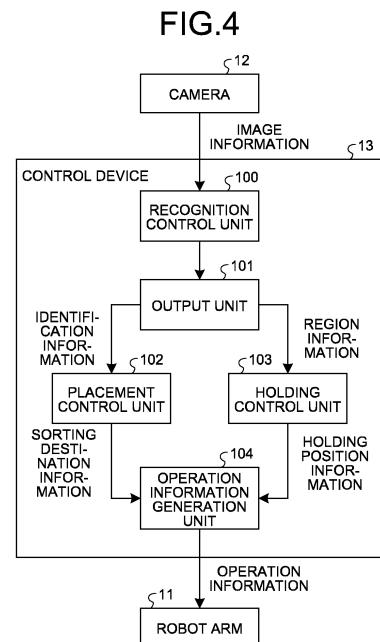 FIG.4
12
CAMERA
IMAGE
INFORMATION
13
CONTROL DEVICE
100
RECOGNITION
CONTROL UNIT
101
OUTPUT UNIT
IDENTIFI-
CATION
INFOR-
MATION
REGION
INFOR-
MATION
102
PLACEMENT
CONTROL UNIT
103
HOLDING
CONTROL UNIT
SORTING
DESTI-
NATION
INFOR-
MATION
104
OPERATION
INFORMATION
GENERATION
UNIT
HOLDING
POSITION INFOR-
MATION
OPERATION
INFORMATION
11
ROBOT ARM